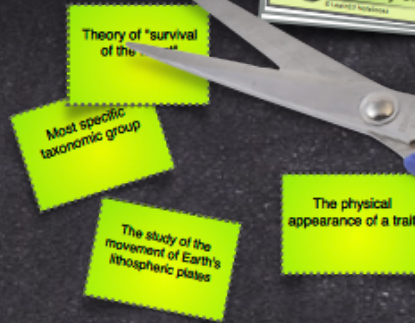 Theory of "survival
of the
Most specific
taxonomic group
The study of the
movement of Earth's
lithospheric plates
The physical
appearance of a trait